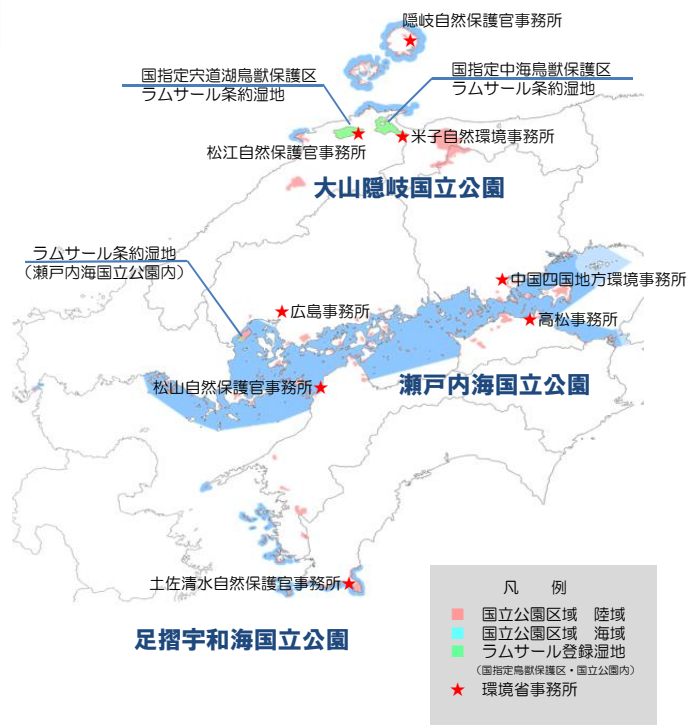 隠岐自然保護官事務所
国指定宍道湖鳥獣保護区
ラムサール条約湿地
国指定中海鳥獣保護区
ラムサール条約湿地
松江自然保護官事務所
米子自然環境事務所
大山隠岐国立公園
ラムサール条約湿地
（瀬戸内海国立公園内）
中国四国地方環境事務所
広島事務所
高松事務所
松山自然保護官事務所
瀬戸内海国立公園
土佐清水自然保護官事務所
足摺宇和海国立公園
凡 例
国立公園区域 陸域
国立公園区域 海域
ラムサール登録湿地
（国指定鳥獣保護区・国立公園内）
環境省事務所